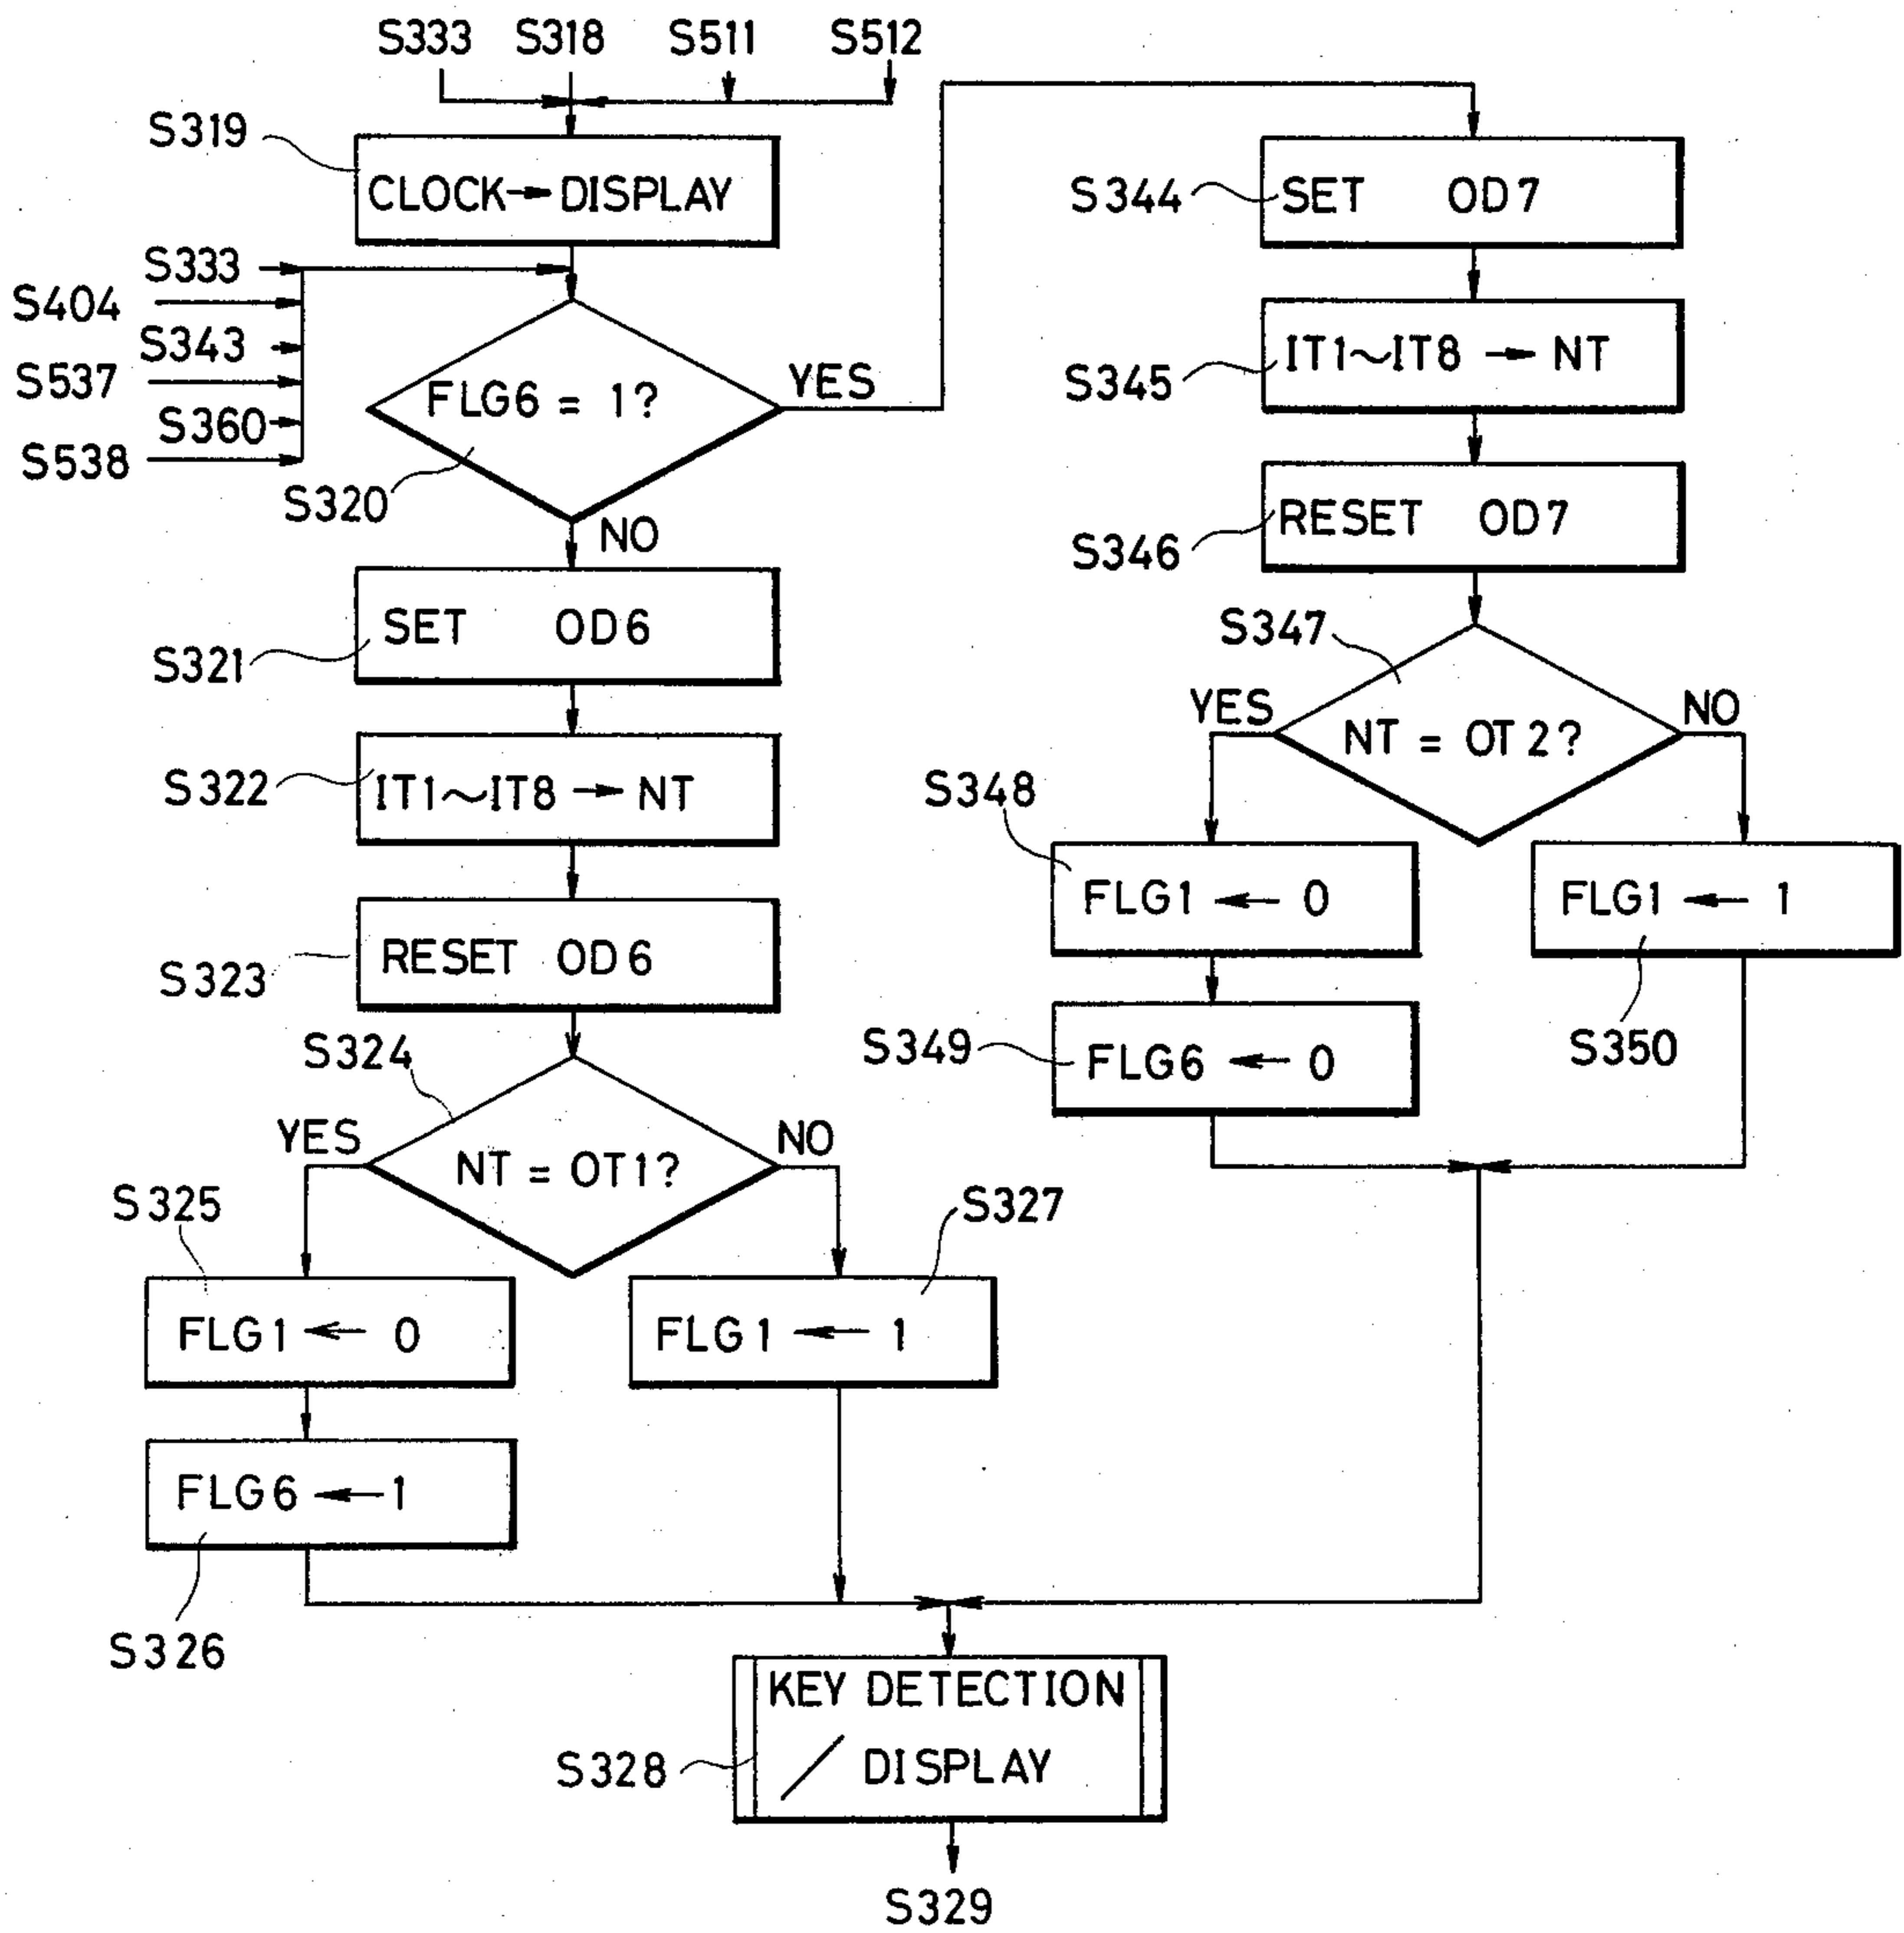 S333 S318 S511 S512
S319
CLOCK→DISPLAY
S333
S404
S343
S537
S360
S538
FLG6 = 1?
YES
S320
NO
SET OD6
S321
IT1~IT8 → NT
S322
RESET OD6
S323
S324
YES
NT = OT1?
NO
S325
S327
FLG1 ← 0
FLG1 ← 1
FLG6 ← 1
S326
S344
SET OD7
IT1~IT8 → NT
S345
RESET OD7
S346
S347
YES
NT = OT2?
NO
S348
FLG1 ← 0
FLG1 ← 1
S349
FLG6 ← 0
S350
KEY DETECTION
/ DISPLAY
S328
S329